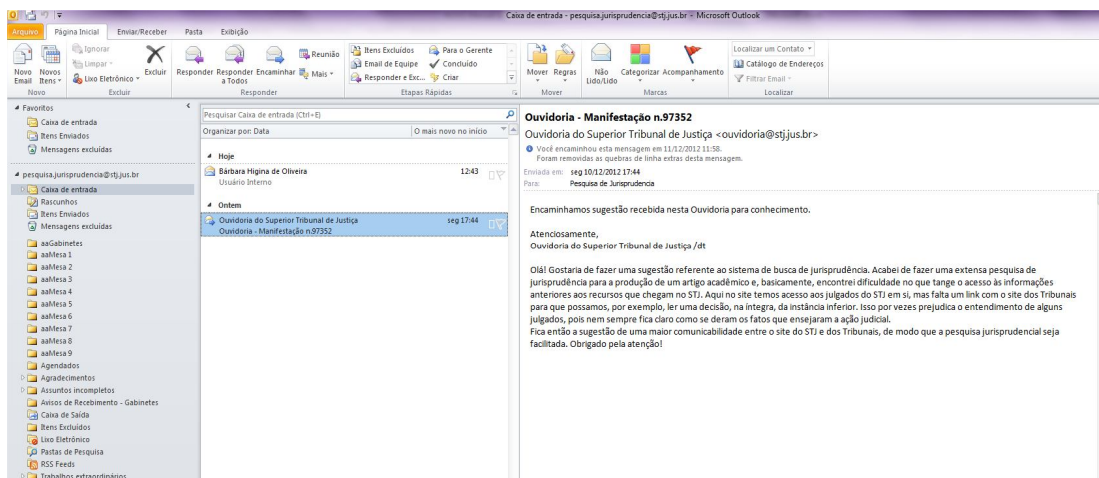 Caixa de entrada - pesquisa.jurisprudencia@stj.jus.br - Microsoft Outlook
Arquivo Página Inicial Enviar/Receber Pasta Exibição
Novo Email
Novos Itens
Novo
Ignorar
Limpar
Lixo Eletrônico
Excluir
Excluir
Responder
Responder a Todos
Encaminhar
Reunião
Mais
Responder
Itens Excluídos
Email de Equipe
Responder e Exc...
Para o Gerente
Concluído
Criar
Etapas Rápidas
Mover
Regras
Mover
Não Lido/Lido
Categorizar
Acompanhamento
Marcas
Localizar um Contato
Catálogo de Endereços
Filtrar Email
Localizar
Favoritos
Caixa de entrada
Itens Enviados
Mensagens excluídas
pesquisa.jurisprudencia@stj.jus.br
Caixa de entrada
Rascunhos
Itens Enviados
Mensagens excluídas
aaGabinetes
aaMesa 1
aaMesa 2
aaMesa 3
aaMesa 4
aaMesa 5
aaMesa 6
aaMesa 7
aaMesa 8
aaMesa 9
Agendados
Agradecimentos
Assuntos incompletos
Avisos de Recebimento - Gabinetes
Caixa de Saída
Itens Excluídos
Lixo Eletrônico
Pastas de Pesquisa
RSS Feeds
Trabalhos extraordinários
Pesquisar Caixa de entrada (Ctrl+E)
Organizar por: Data O mais novo no início
Hoje
Bárbara Higina de Oliveira 12:43
Usuário Interno
Ontem
Ouvidoria do Superior Tribunal de Justiça seg 17:44
Ouvidoria - Manifestação n.97352
Ouvidoria - Manifestação n.97352
Ouvidoria do Superior Tribunal de Justiça <ouvidoria@stj.jus.br>
Você encaminhou esta mensagem em 11/12/2012 11:58.
Foram removidas as quebras de linha extras desta mensagem.
Enviada em: seg 10/12/2012 17:44
Para: Pesquisa de Jurisprudencia
Encaminhamos sugestão recebida nesta Ouvidoria para conhecimento.
Atenciosamente,
Ouvidoria do Superior Tribunal de Justiça /dt
Olá! Gostaria de fazer uma sugestão referente ao sistema de busca de jurisprudência. Acabei de fazer uma extensa pesquisa de
jurisprudência para a produção de um artigo acadêmico e, basicamente, encontrei dificuldade no que tange o acesso às informações
anteriores aos recursos que chegam no STJ. Aqui no site temos acesso aos julgados do STJ em si, mas falta um link com o site dos Tribunais
para que possamos, por exemplo, ler uma decisão, na íntegra, da instância inferior. Isso por vezes prejudica o entendimento de alguns
julgados, pois nem sempre fica claro como se deram os fatos que ensejaram a ação judicial.
Fica então a sugestão de uma maior comunicabilidade entre o site do STJ e dos Tribunais, de modo que a pesquisa jurisprudencial seja
facilitada. Obrigado pela atenção!